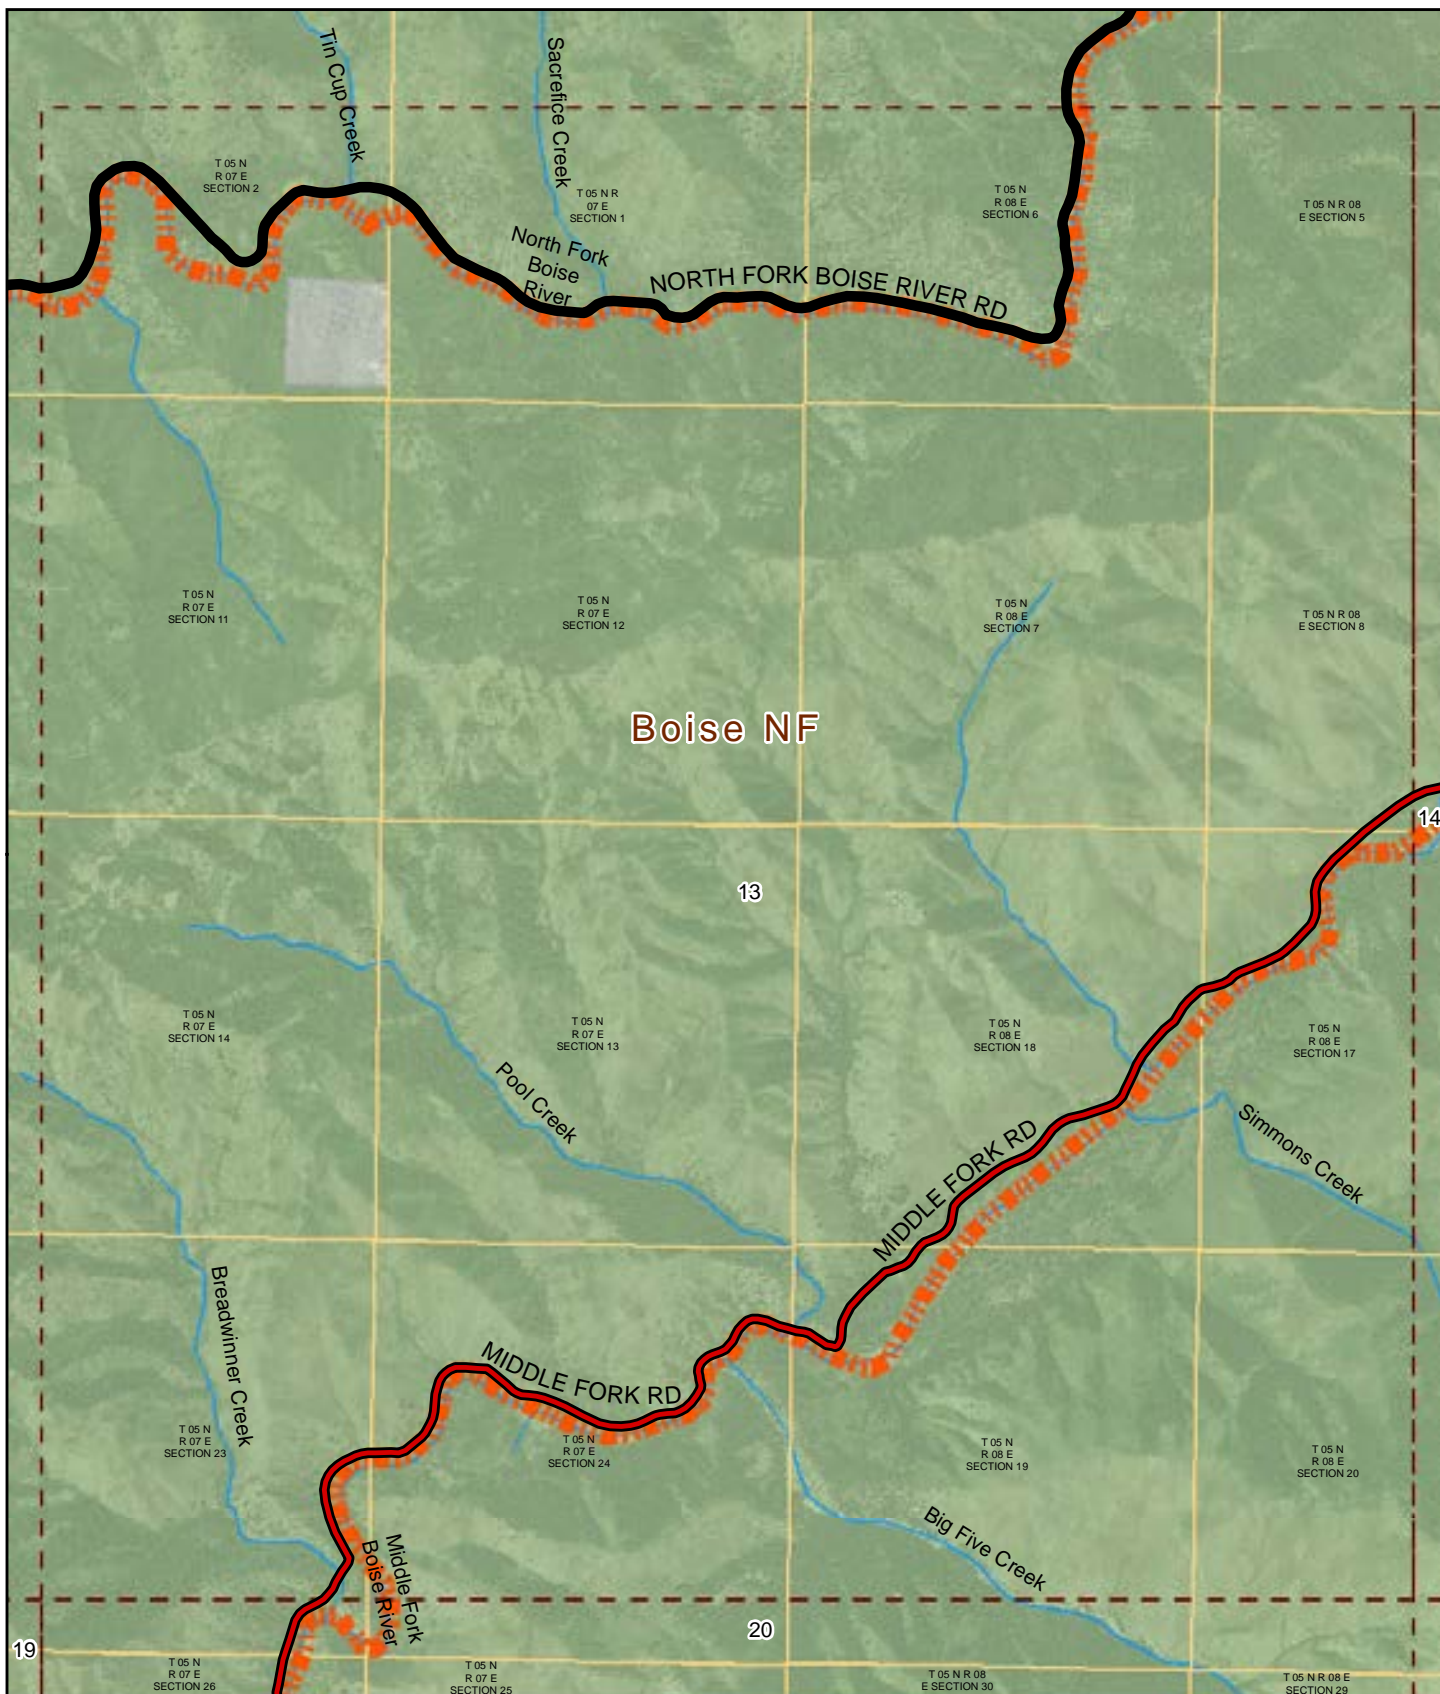 Tin Cup Creek
Sacrefice Creek
T 05 N
R 07 E
SECTION 2
T 05 N R
07 E
SECTION 1
T 05 N
R 08 E
SECTION 6
T 05 N R 08
E SECTION 5
North Fork
Boise
River
NORTH FORK BOISE RIVER RD
T 05 N
R 07 E
SECTION 11
T 05 N
R 07 E
SECTION 12
T 05 N
R 08 E
SECTION 7
T 05 N R 08
E SECTION 8
Boise NF
14
13
T 05 N
R 07 E
SECTION 14
T 05 N
R 07 E
SECTION 13
T 05 N
R 08 E
SECTION 18
T 05 N
R 08 E
SECTION 17
Pool Creek
Simmons Creek
MIDDLE FORK RD
Breadwinner Creek
MIDDLE FORK RD
T 05 N
R 07 E
SECTION 23
T 05 N
R 07 E
SECTION 24
T 05 N
R 08 E
SECTION 19
T 05 N
R 08 E
SECTION 20
Big Five Creek
Middle Fork
Boise River
19
20
T 05 N
R 07 E
SECTION 26
T 05 N
R 07 E
SECTION 25
T 05 N R 08
E SECTION 30
T 05 N R 08 E
SECTION 29